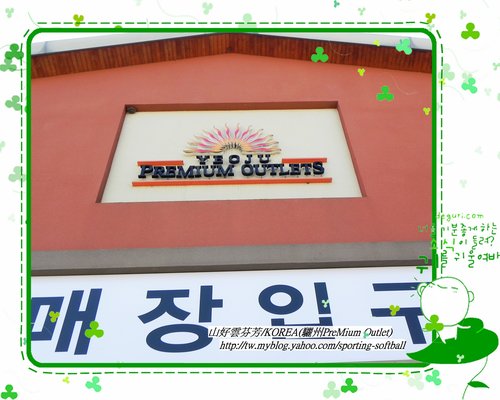 YEOJU
PREMIUM OUTLETS
매장입구
山好雲芬芳/KOREA(驪州PreMium Outlet)
http://tw.myblog.yahoo.com/sporting-softball